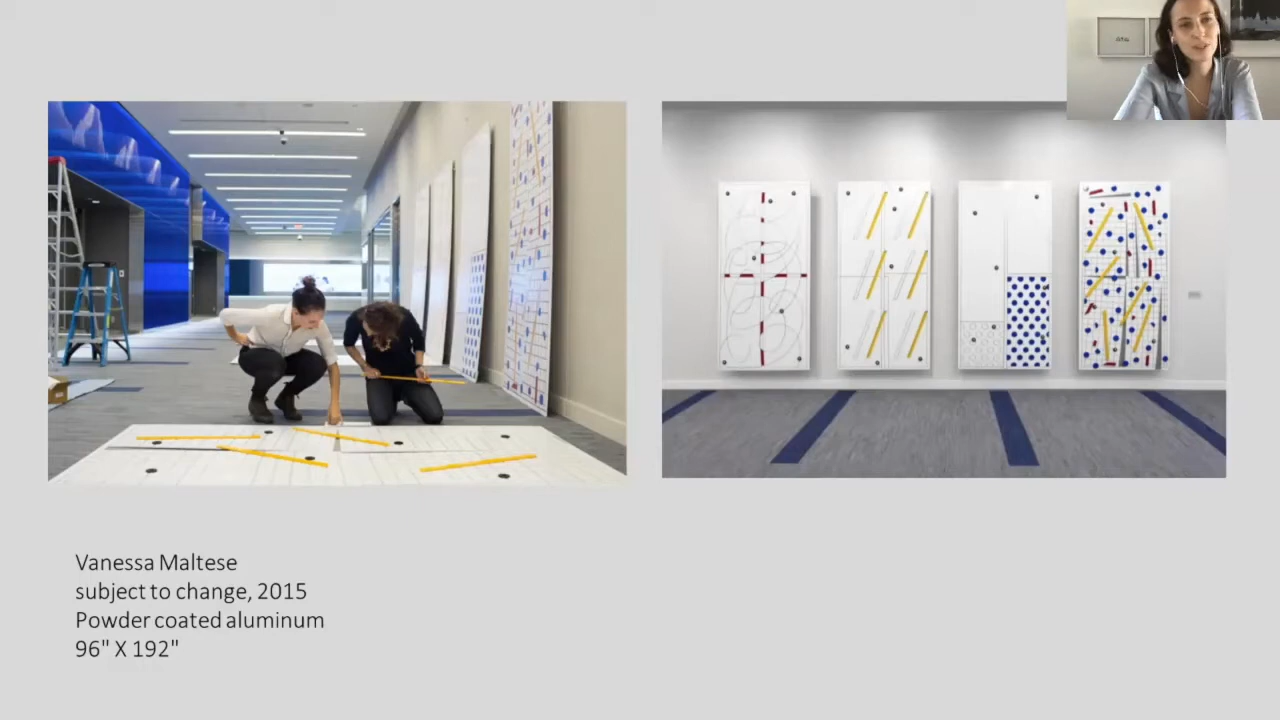 Vanessa Maltese
subject to change, 2015
Powder coated aluminum
96" X 192"